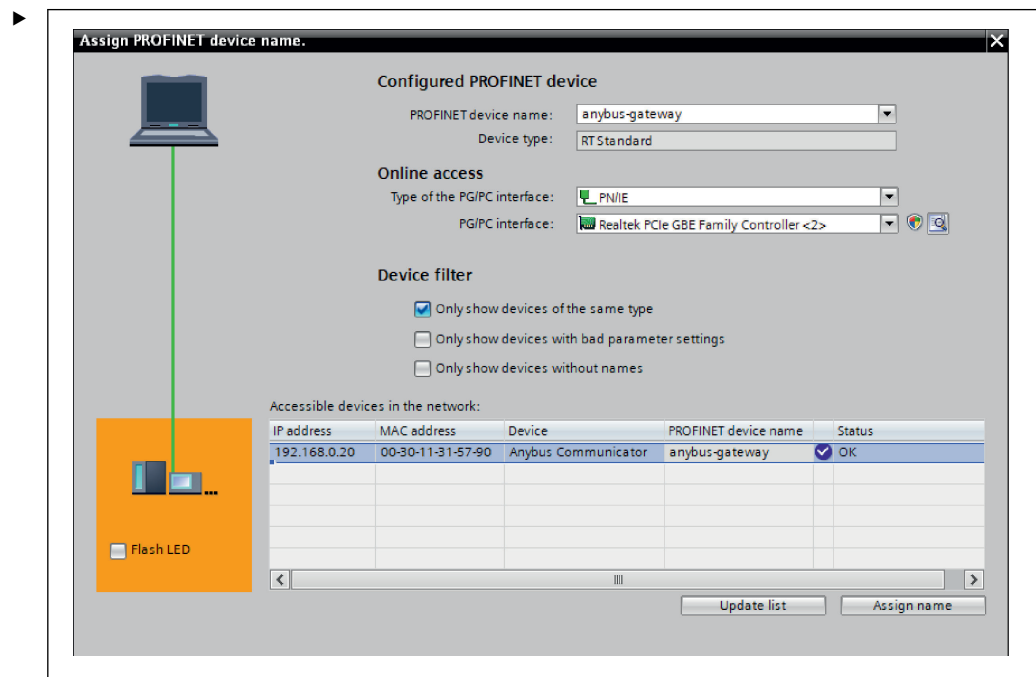 Assign PROFINET device name.
Configured PROFINET device
PROFINET device name: anybus-gateway
Device type: RT Standard
Online access
Type of the PG/PC interface: PN/IE
PG/PC interface: Realtek PCIe GBE Family Controller <2>
Device filter
Only show devices of the same type
Only show devices with bad parameter settings
Only show devices without names
Accessible devices in the network:
IP address MAC address Device PROFINET device name Status
192.168.0.20 00-30-11-31-57-90 Anybus Communicator anybus-gateway OK
...
Flash LED
Update list Assign name